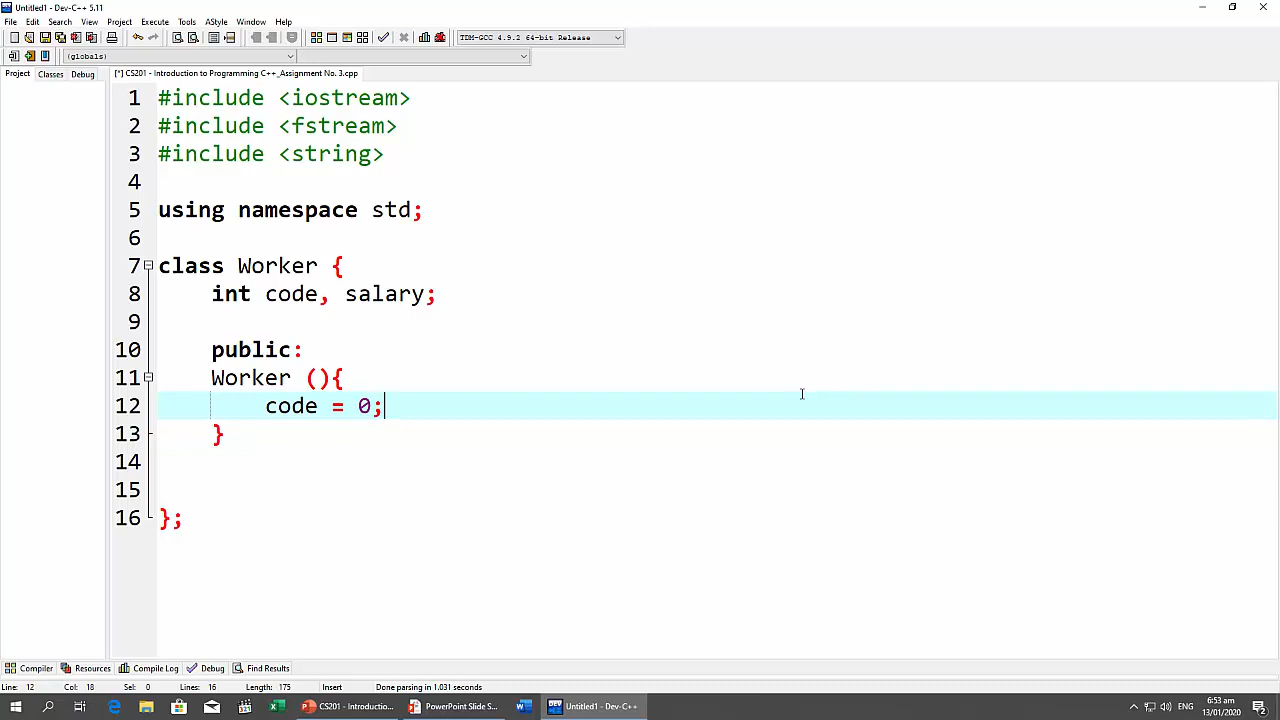 Untitled1 - Dev-C++ 5.11
File Edit Search View Project Execute Tools AStyle Window Help
TDM-GCC 4.9.2 64-bit Release
(globals)
Project Classes Debug
[*] CS201 - Introduction to Programming C++_Assignment No. 3.cpp
1 #include <iostream>
2 #include <fstream>
3 #include <string>
4
5 using namespace std;
6
7 class Worker {
8 int code, salary;
9
10 public:
11 Worker (){
12 code = 0;
13 }
14
15
16 };
Compiler Resources Compile Log Debug Find Results
Line: 12 Col: 18 Sel: 0 Lines: 16 Length: 175 Insert Done parsing in 1.031 seconds
CS201 - Introductio... PowerPoint Slide S... Untitled1 - Dev-C++ ENG 6:53 pm
13/01/2020